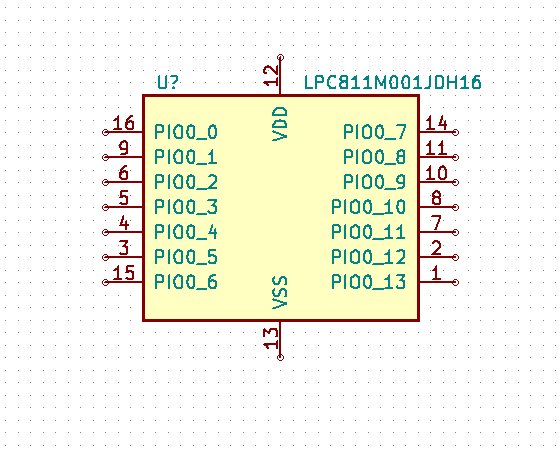 12
U? LPC811M001JDH16
VDD
16 PIO0_0 PIO0_7 14
9 PIO0_1 PIO0_8 11
6 PIO0_2 PIO0_9 10
5 PIO0_3 PIO0_10 8
4 PIO0_4 PIO0_11 7
3 PIO0_5 PIO0_12 2
15 PIO0_6 PIO0_13 1
VSS
13